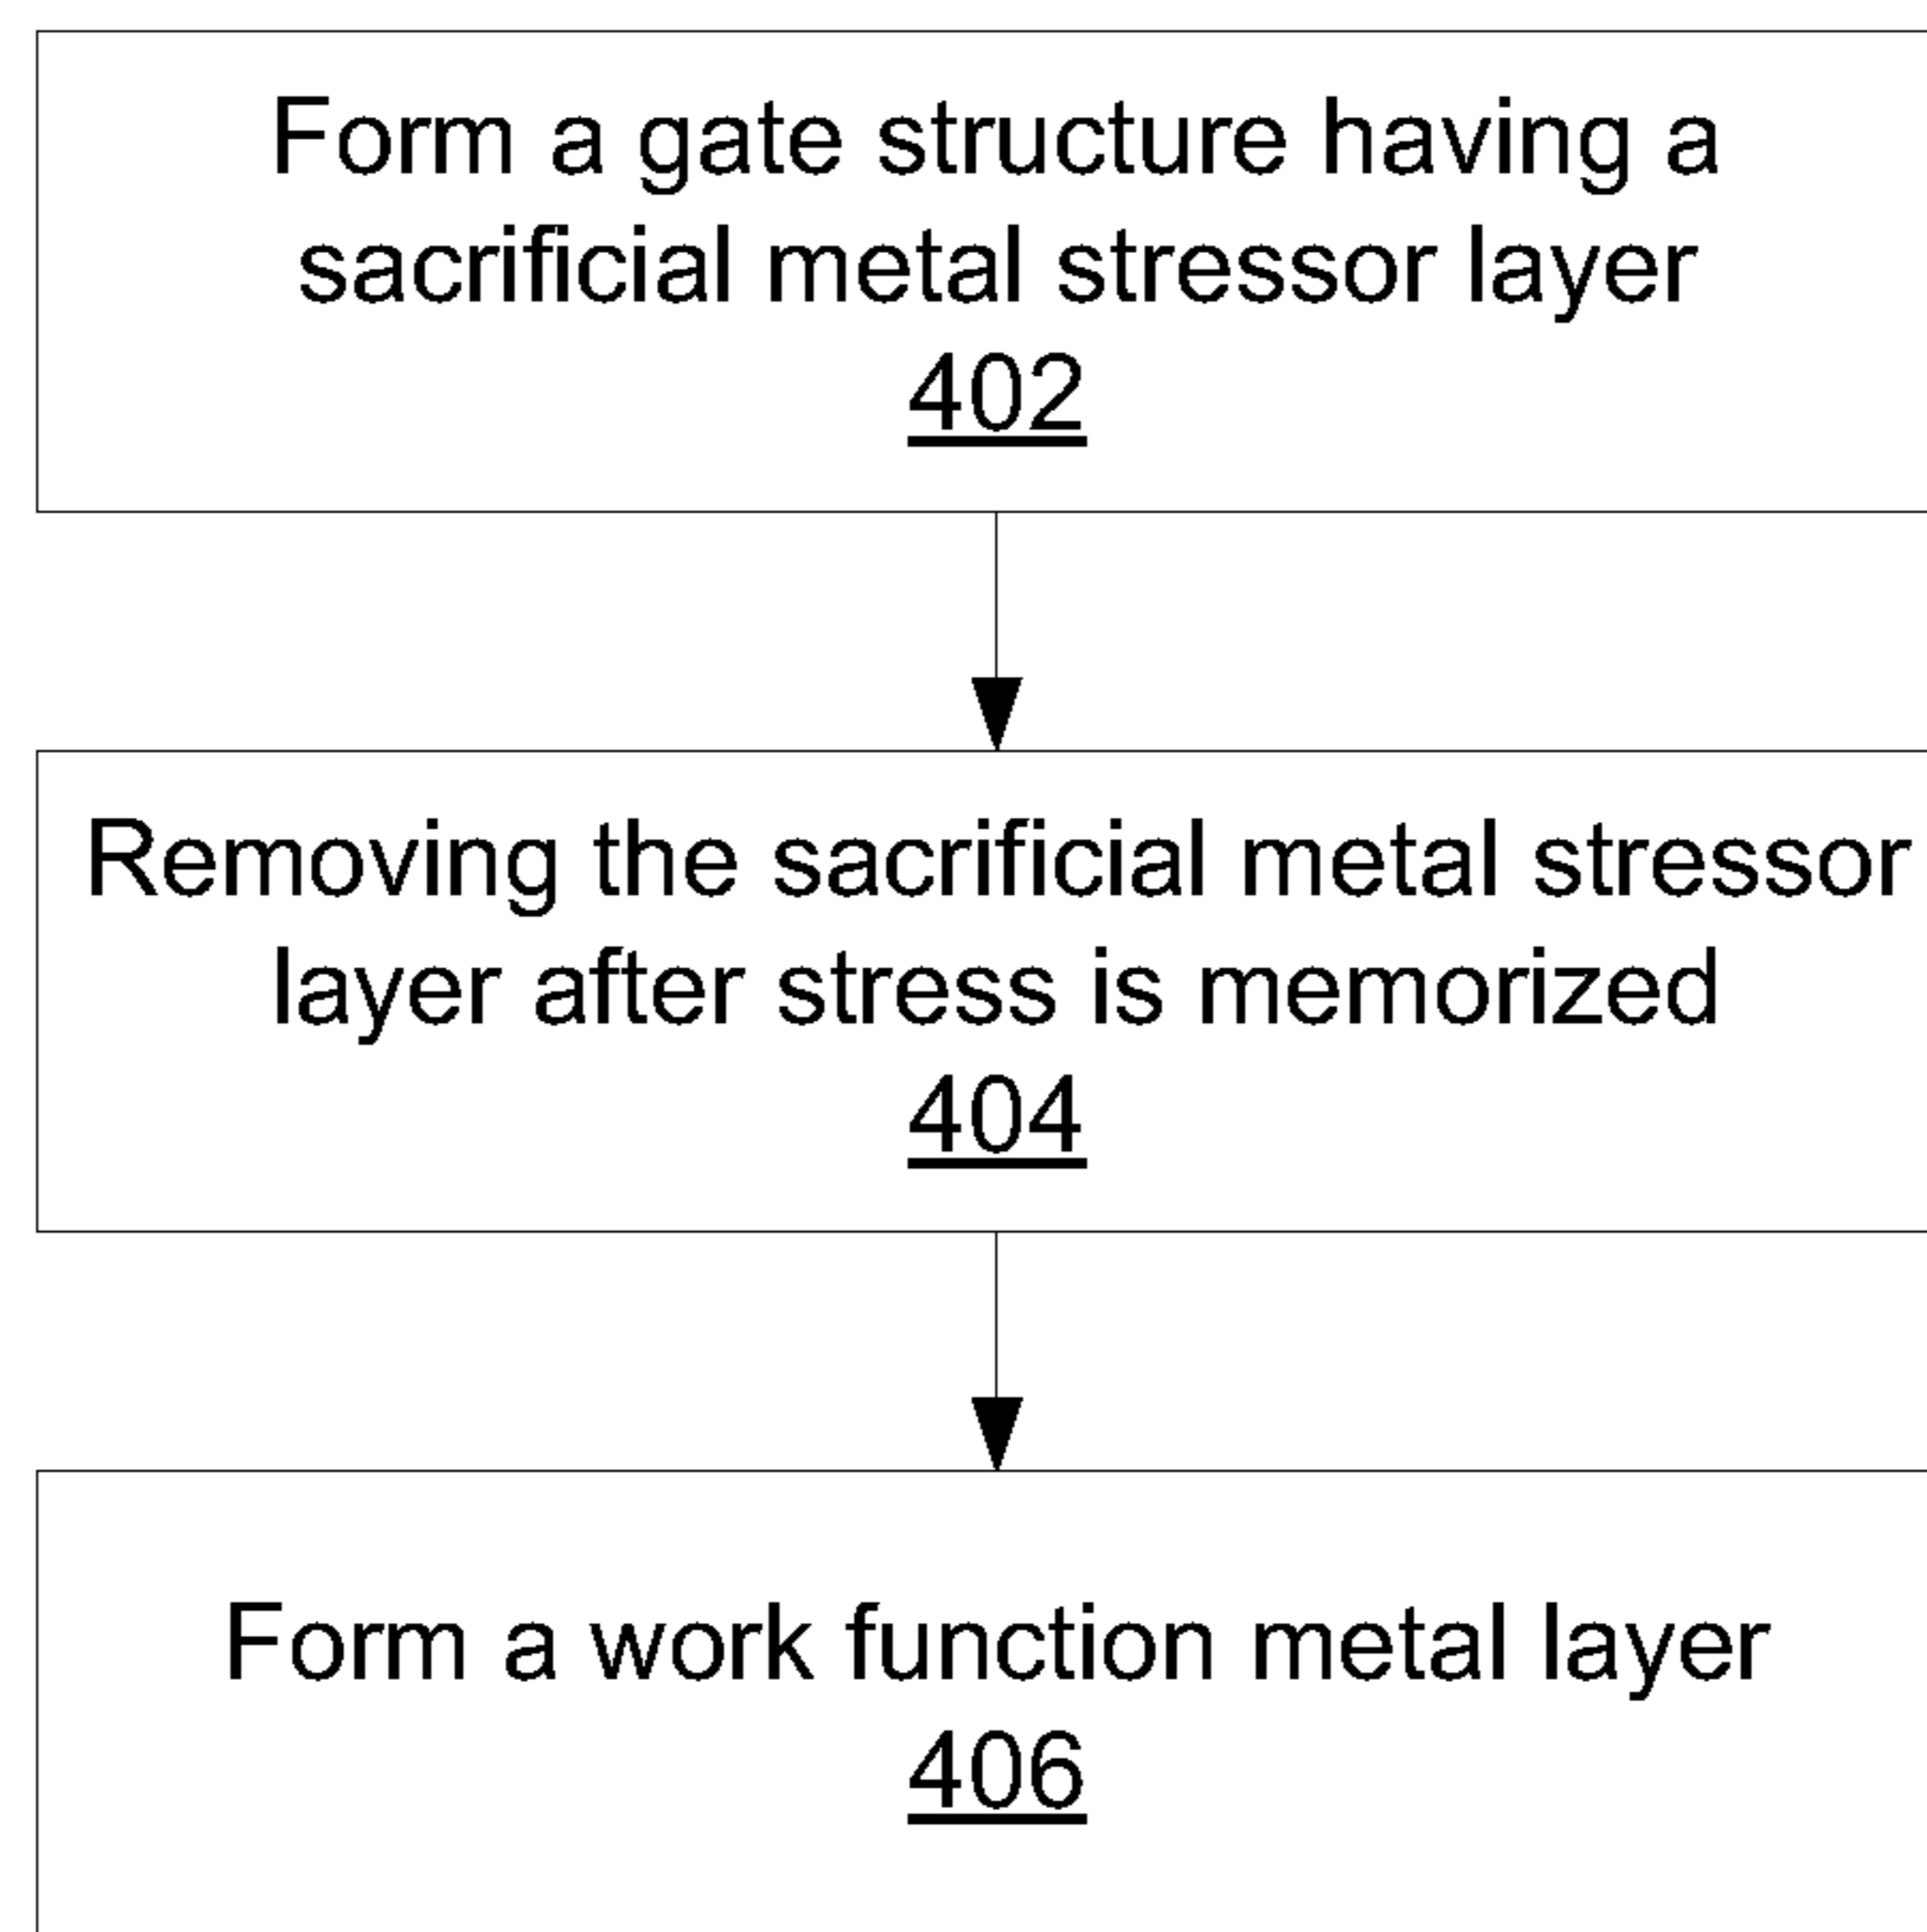 Form a gate structure having a
sacrificial metal stressor layer
402
Removing the sacrificial metal stressor
layer after stress is memorized
404
Form a work function metal layer
406